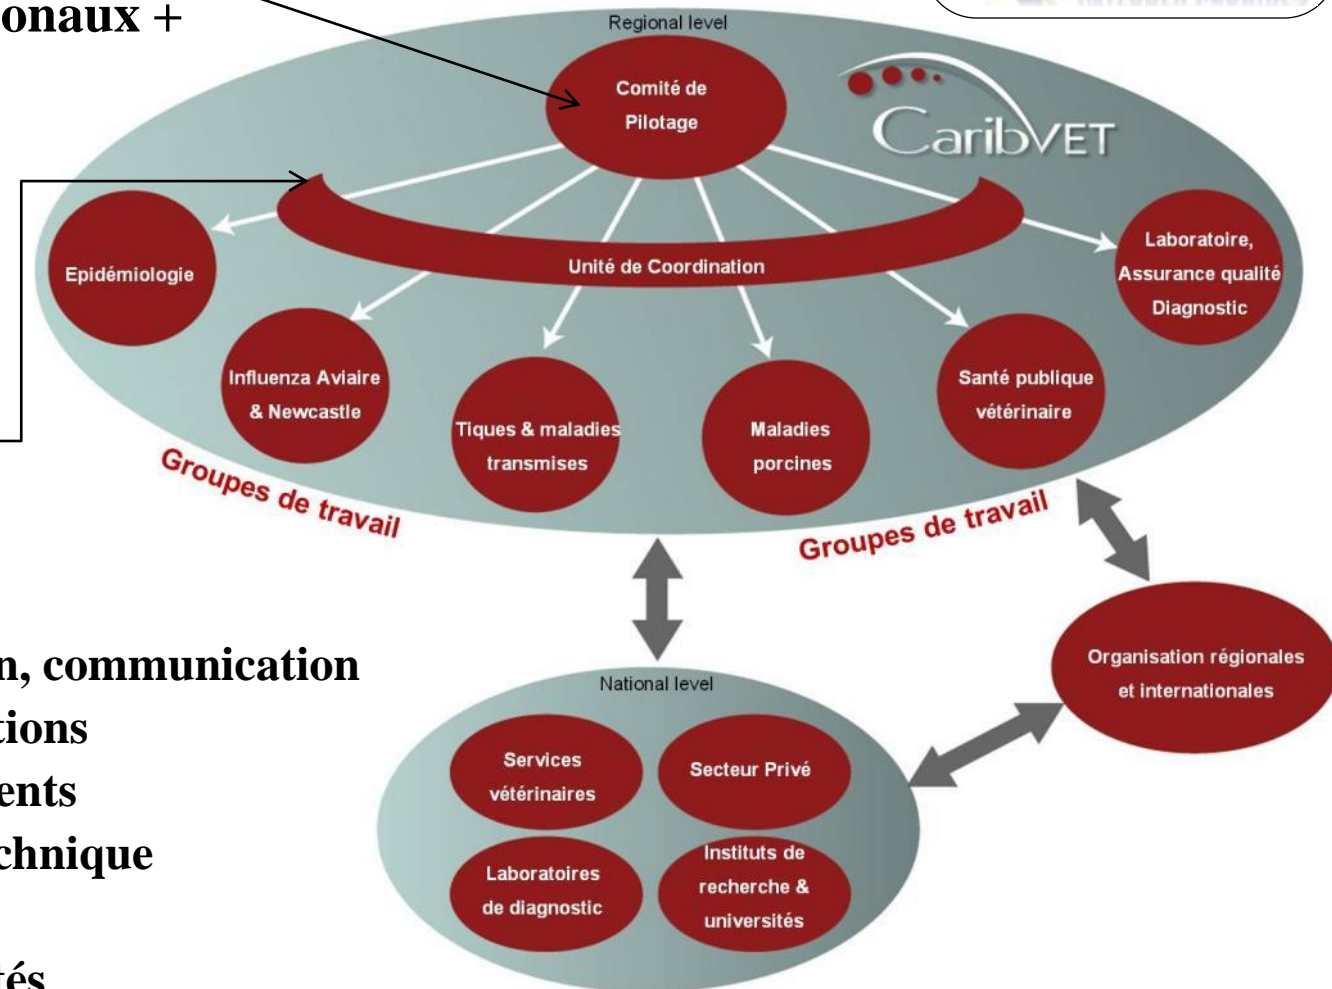 onaux +
Regional level
Comité de
Pilotage
CaribVET
Unité de Coordination
Epidémiologie
Laboratoire,
Assurance qualité
Diagnostic
Influenza Aviaire
& Newcastle
Tiques & maladies
transmises
Maladies
porcines
Santé publique
vétérinaire
Groupes de travail
Groupes de travail
n, communication
tions
ents
chnique
tés
National level
Services
vétérinaires
Secteur Privé
Laboratoires
de diagnostic
Instituts de
recherche &
universités
Organisation régionales
et internationales